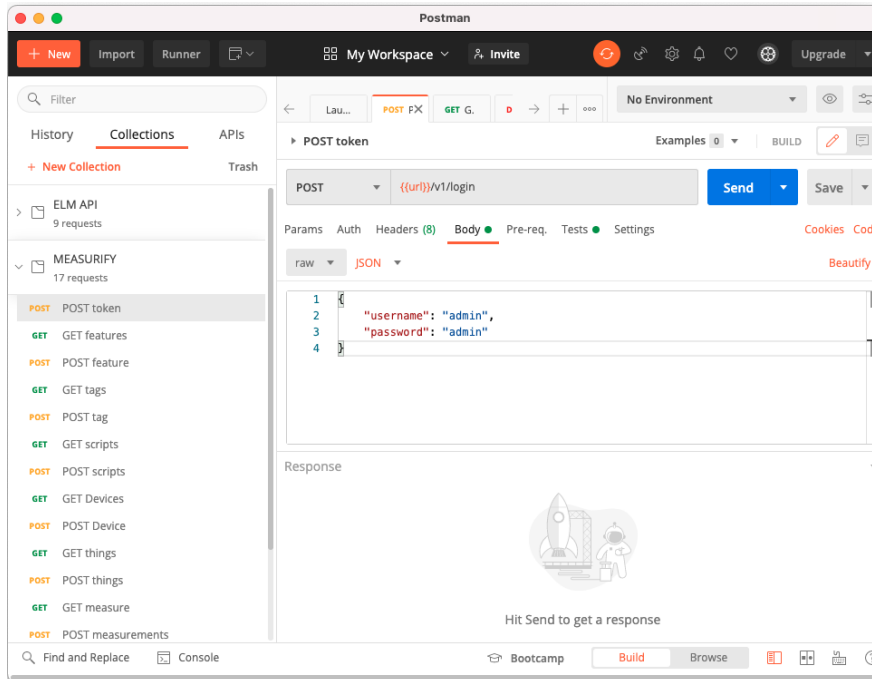 Postman
New Import Runner My Workspace Invite Upgrade
Filter
History Collections APIs
+ New Collection Trash
ELM API
9 requests
MEASURIFY
17 requests
POST POST token
GET GET features
POST POST feature
GET GET tags
POST POST tag
GET GET scripts
POST POST scripts
GET GET Devices
POST POST Device
GET GET things
POST POST things
GET GET measure
POST POST measurements
Lau... POST P GET G. D No Environment
POST token Examples 0 BUILD
POST {{url}}/v1/login Send Save
Params Auth Headers (8) Body Pre-req. Tests Settings Cookies Cod
raw JSON Beautify
1 {
2 "username": "admin",
3 "password": "admin"
4 }
Response
Hit Send to get a response
Find and Replace Console Bootcamp Build Browse